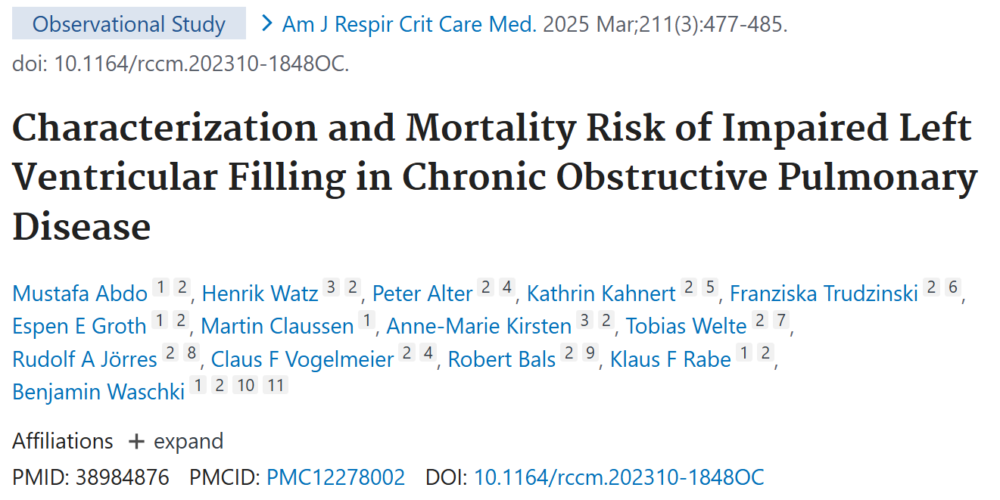 Observational Study > Am J Respir Crit Care Med. 2025 Mar;211(3):477-485.
doi: 10.1164/rccm.202310-1848OC.
Characterization and Mortality Risk of Impaired Left
Ventricular Filling in Chronic Obstructive Pulmonary
Disease
Mustafa Abdo 1 2, Henrik Watz 3 2, Peter Alter 2 4, Kathrin Kahnert 2 5, Franziska Trudzinski 2 6,
Espen E Groth 1 2, Martin Claussen 1, Anne-Marie Kirsten 3 2, Tobias Welte 2 7,
Rudolf A Jörres 2 8, Claus F Vogelmeier 2 4, Robert Bals 2 9, Klaus F Rabe 1 2,
Benjamin Waschki 1 2 10 11
Affiliations + expand
PMID: 38984876 PMCID: PMC12278002 DOI: 10.1164/rccm.202310-1848OC